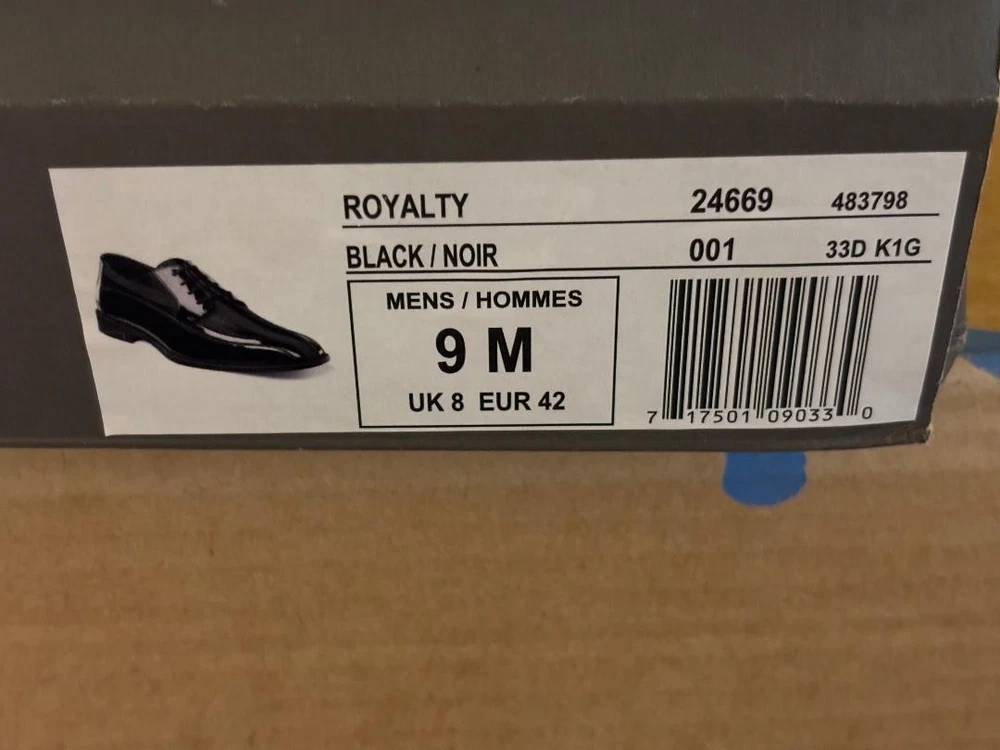 ROYALTY 24669 483798
BLACK / NOIR 001 33D K1G
MENS / HOMMES
9 M
UK 8 EUR 42
7 17501 09033 0